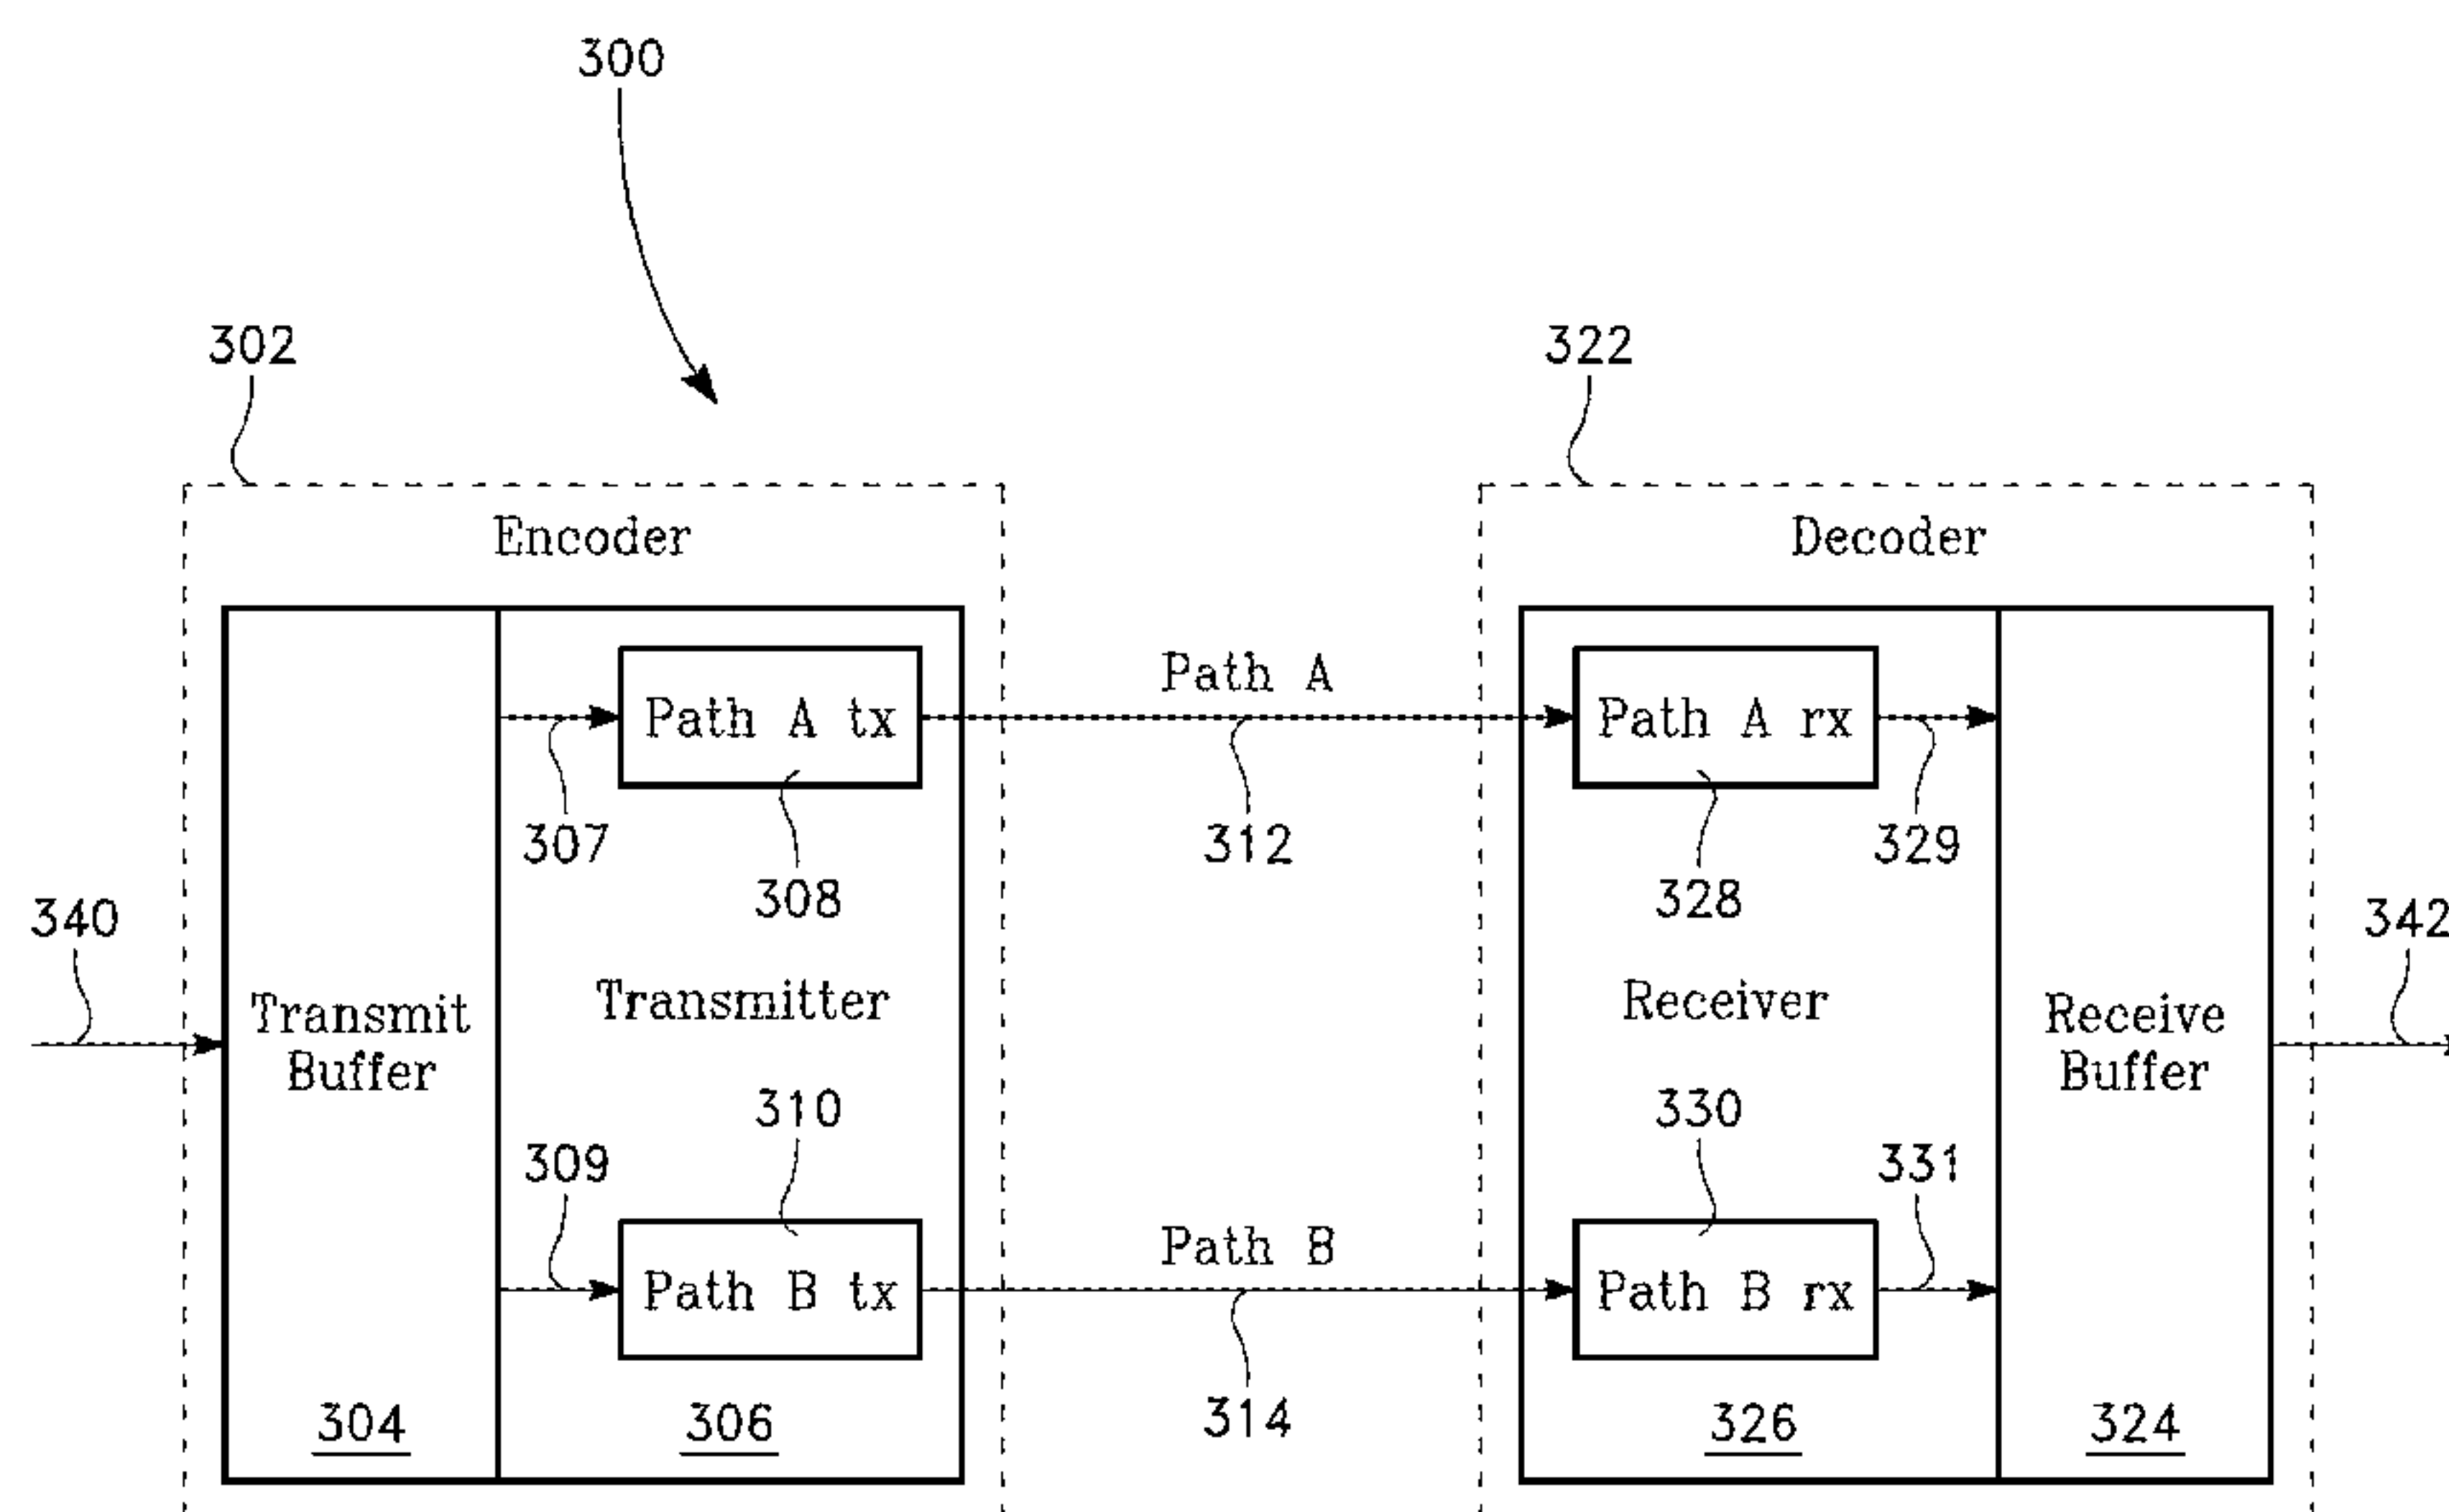 300
302
322
Encoder
Decoder
Path A
Path A tx
Path A rx
307
312
329
308
328
340
342
Transmit
Buffer
Transmitter
Receiver
Receive
Buffer
310
330
309
331
Path B
Path B tx
Path B rx
314
304
306
326
324